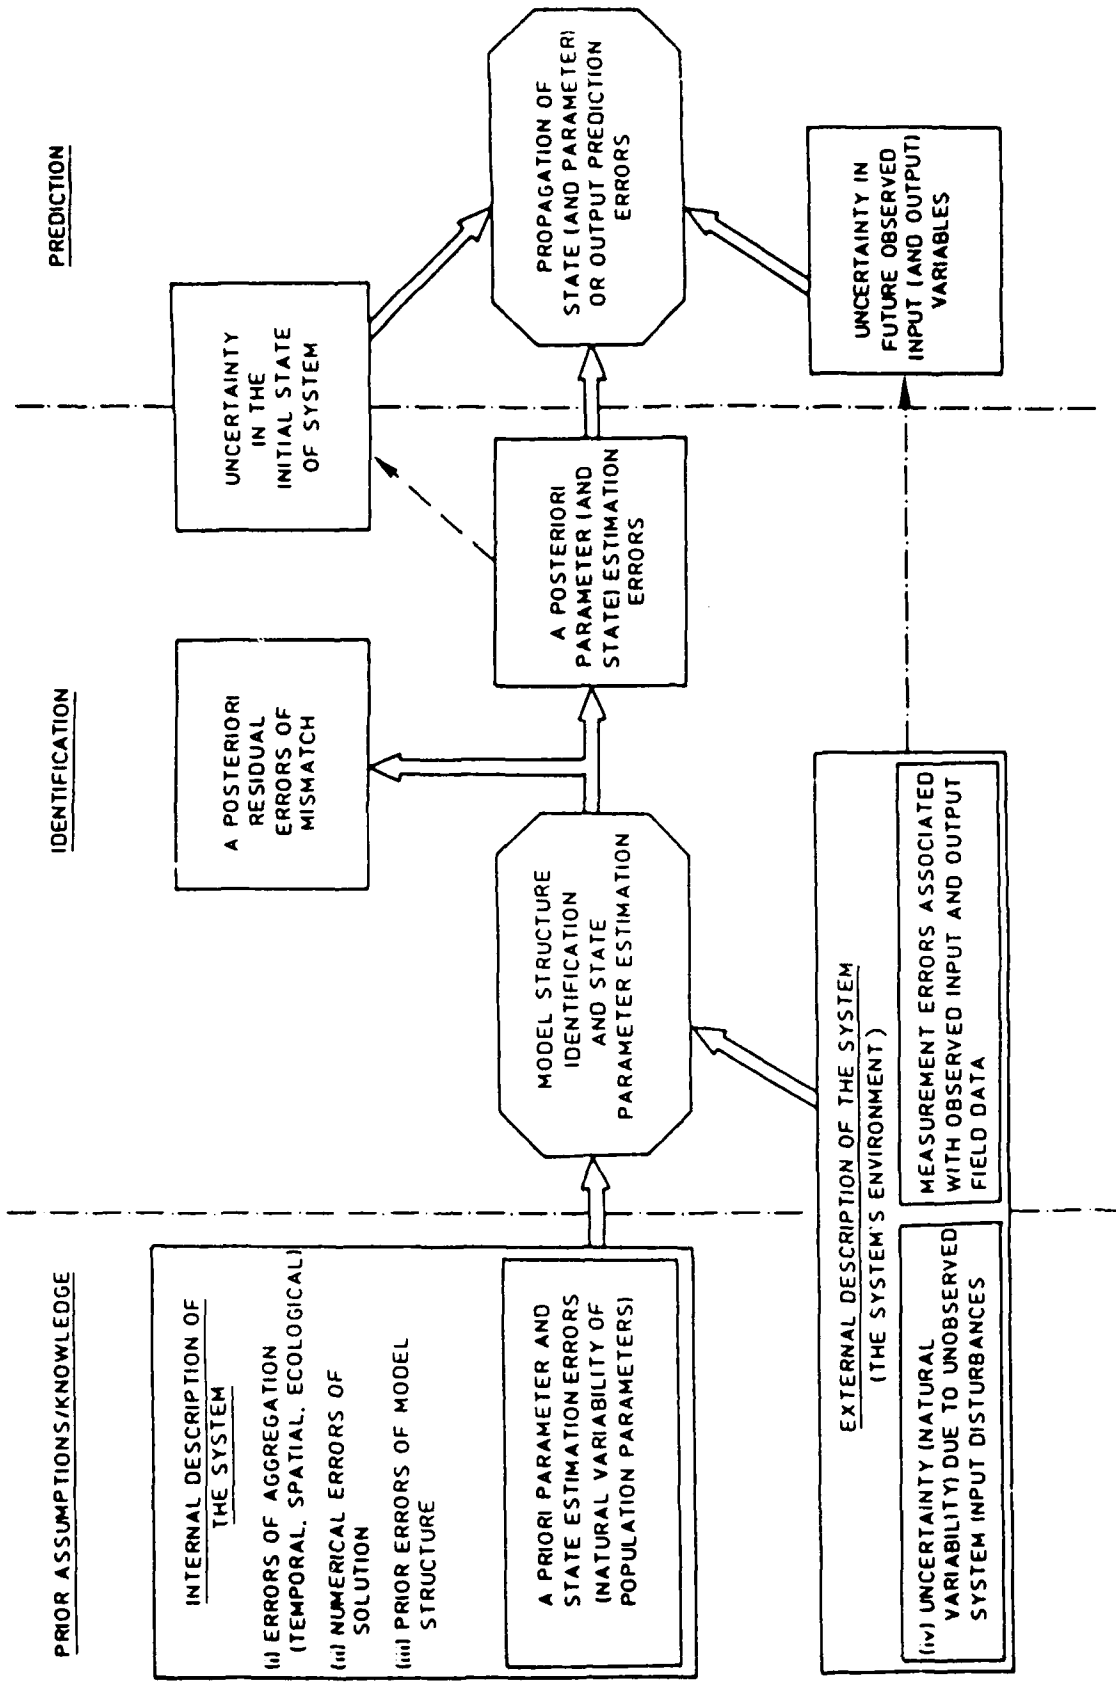 PRIOR ASSUMPTIONS/KNOWLEDGE
IDENTIFICATION
PREDICTION
INTERNAL DESCRIPTION OF
THE SYSTEM
(i) ERRORS OF AGGREGATION
(TEMPORAL, SPATIAL, ECOLOGICAL)
(ii) NUMERICAL ERRORS OF
SOLUTION
(iii) PRIOR ERRORS OF MODEL
STRUCTURE
A PRIORI PARAMETER AND
STATE ESTIMATION ERRORS
(NATURAL VARIABILITY OF
POPULATION PARAMETERS)
EXTERNAL DESCRIPTION OF THE SYSTEM
(THE SYSTEM'S ENVIRONMENT)
(iv) UNCERTAINTY (NATURAL
VARIABILITY) DUE TO UNOBSERVED
SYSTEM INPUT DISTURBANCES
MEASUREMENT ERRORS ASSOCIATED
WITH OBSERVED INPUT AND OUTPUT
FIELD DATA
MODEL STRUCTURE
IDENTIFICATION
AND STATE
PARAMETER ESTIMATION
A POSTERIORI
RESIDUAL
ERRORS OF
MISMATCH
A POSTERIORI
PARAMETER (AND
STATE) ESTIMATION
ERRORS
UNCERTAINTY
IN THE
INITIAL STATE
OF SYSTEM
PROPAGATION OF
STATE (AND PARAMETER)
OR OUTPUT PREDICTION
ERRORS
UNCERTAINTY IN
FUTURE OBSERVED
INPUT (AND OUTPUT)
VARIABLES